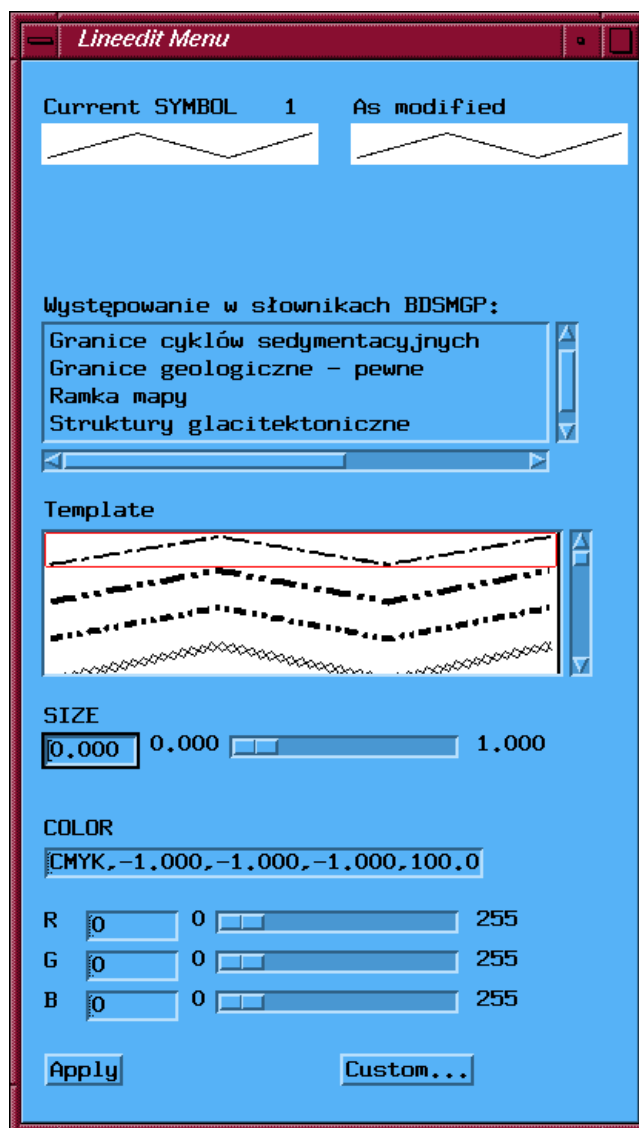 Lineedit Menu
Current SYMBOL 1 As modified
Występowanie w słownikach BDSMGP:
Granice cyklów sedymentacyjnych
Granice geologiczne - pewne
Ramka mapy
Struktury glacitektoniczne
Template
SIZE
0.000 0.000 1.000
COLOR
CMYK,-1.000,-1.000,-1.000,100.0
R 0 0 255
G 0 0 255
B 0 0 255
Apply Custom...